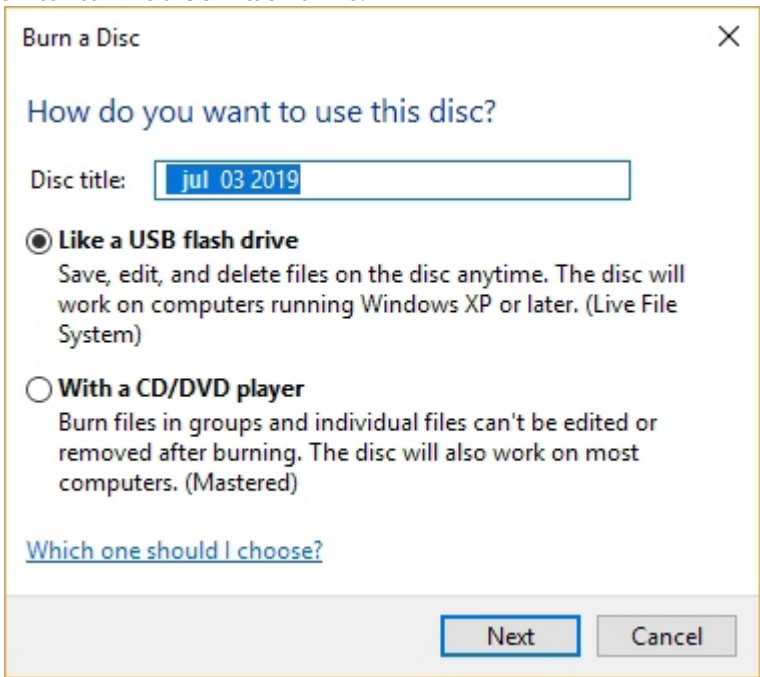 Burn a Disc
How do you want to use this disc?
Disc title: jul 03 2019
Like a USB flash drive
Save, edit, and delete files on the disc anytime. The disc will
work on computers running Windows XP or later. (Live File
System)
With a CD/DVD player
Burn files in groups and individual files can't be edited or
removed after burning. The disc will also work on most
computers. (Mastered)
Which one should I choose?
Next Cancel